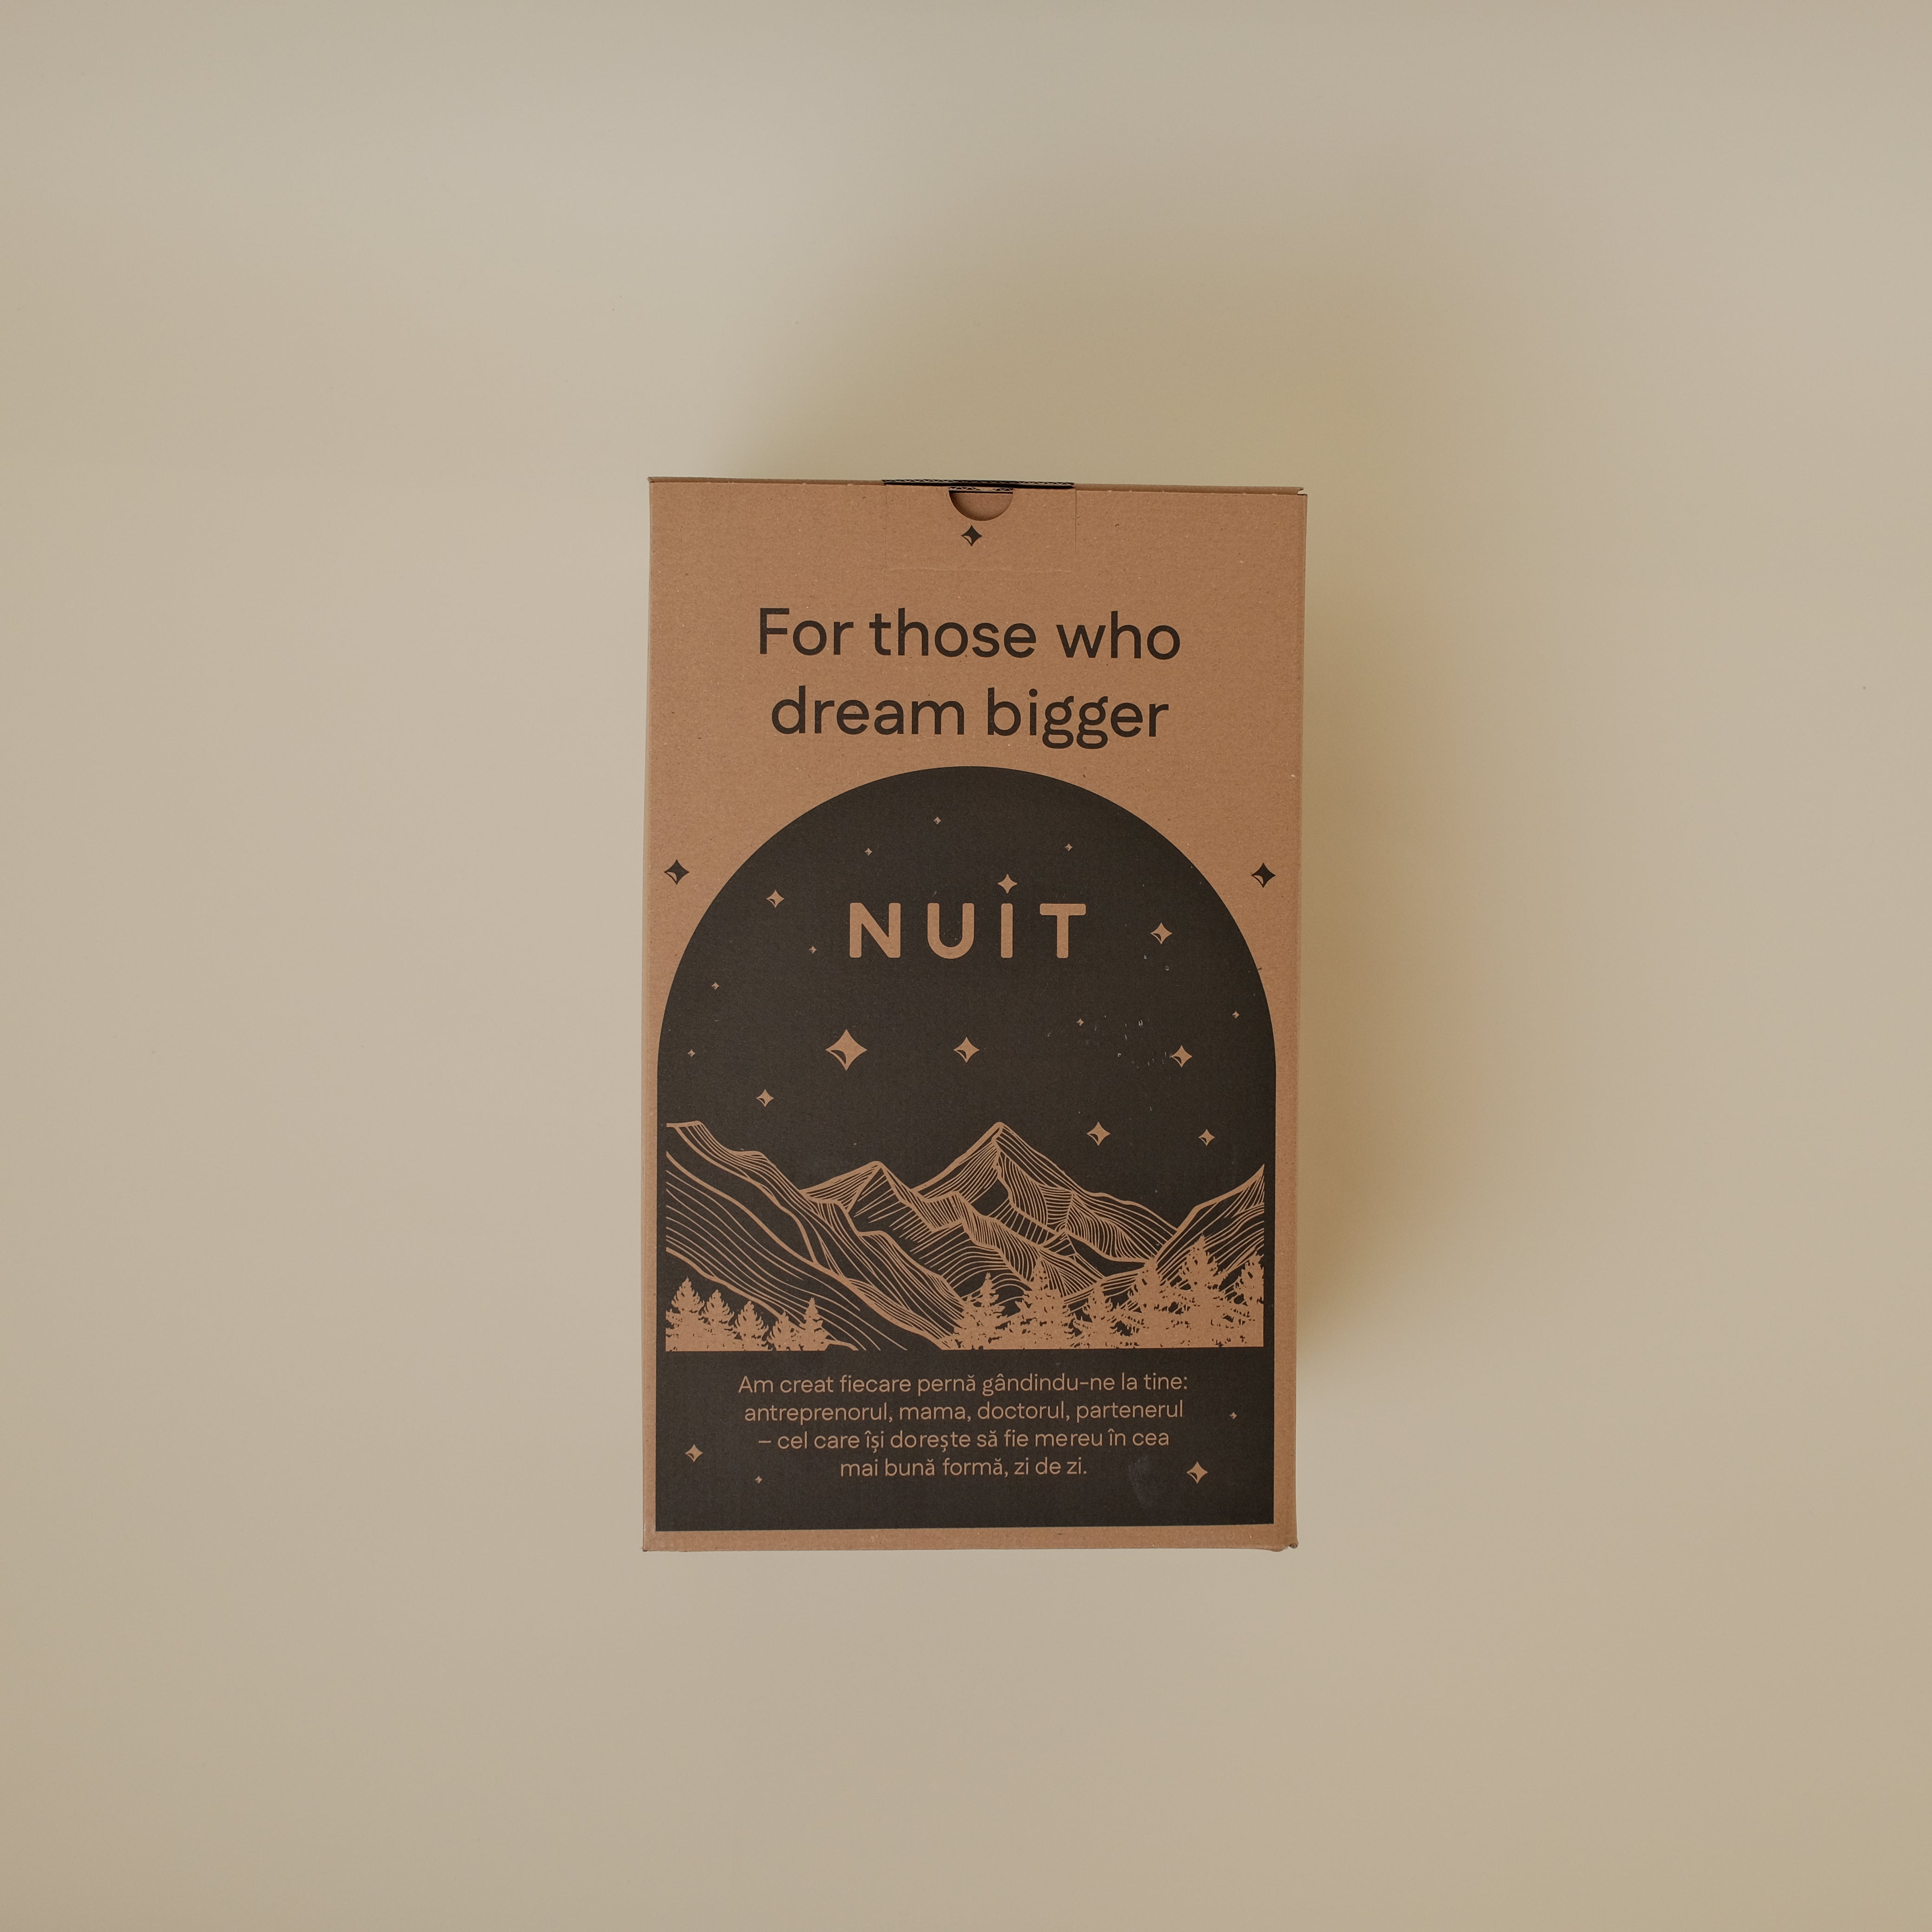 For those who
dream bigger
NUIT
Am creat fiecare pernă gândindu-ne la tine:
antreprenorul, mama, doctorul, partenerul
– cel care își dorește să fie mereu în cea
mai bună formă, zi de zi.